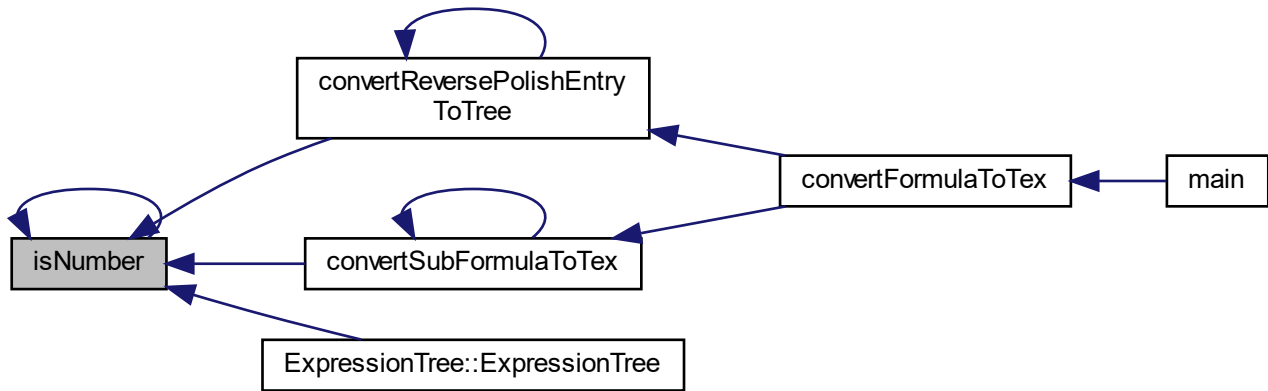 convertReversePolishEntry
ToTree
convertFormulaToTex
main
isNumber
convertSubFormulaToTex
ExpressionTree::ExpressionTree